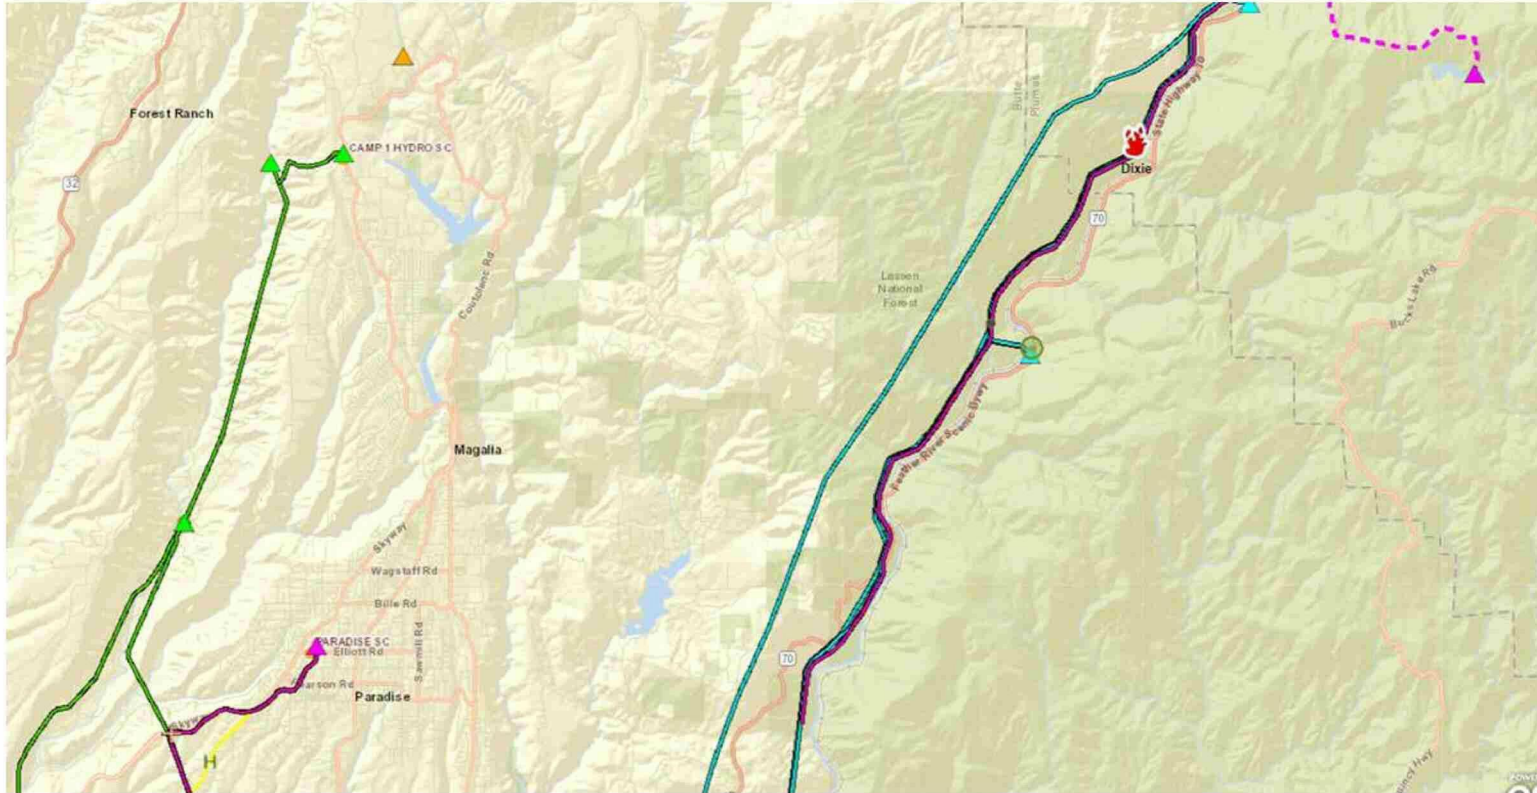 Forest Ranch
32
CAMP 1 HYDRO SC
Coutolenc Rd
Butte
Plumas
State Highway 70
Dixie
70
Lassen
National
Forest
Bucks Lake Rd
Magalia
Feather River Scenic Bywy
Skyway
Wagstaff Rd
Bille Rd
Sawmill Rd
PARADISE SC
Elliott Rd
Pearson Rd
Paradise
Skyway
H
70